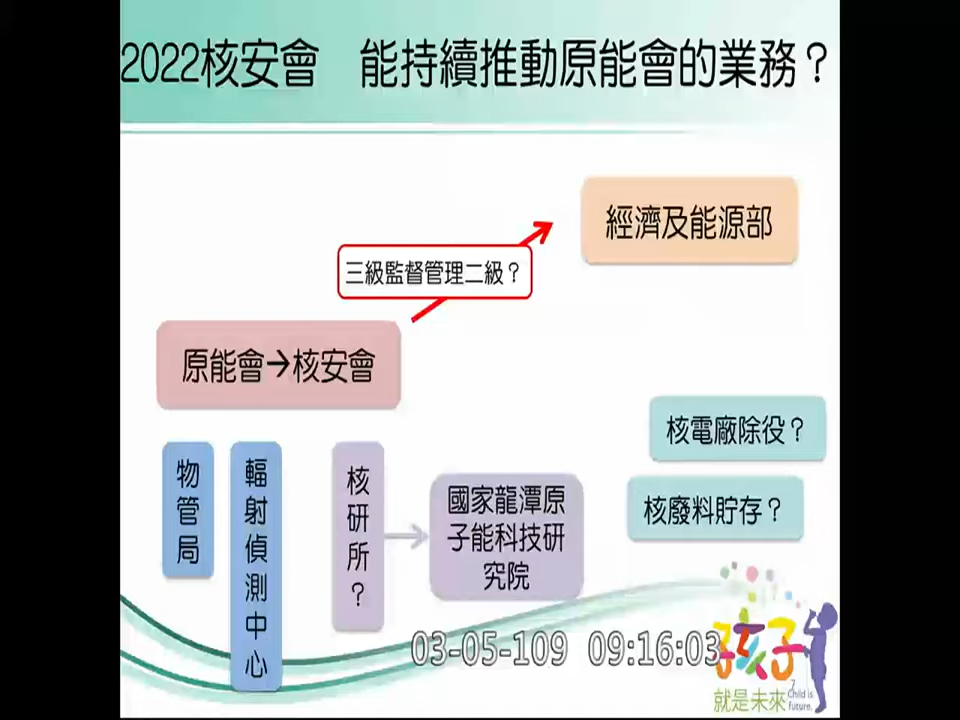 2022核安會　能持續推動原能會的業務？
經濟及能源部
三級監督管理二級？
原能會→核安會
核電廠除役？
物管局
輻射偵測中心
核研所？
國家龍潭原
子能科技研
究院
核廢料貯存？
03-05-109 09:16:03
孩子
7
就是未來
Child is
future.